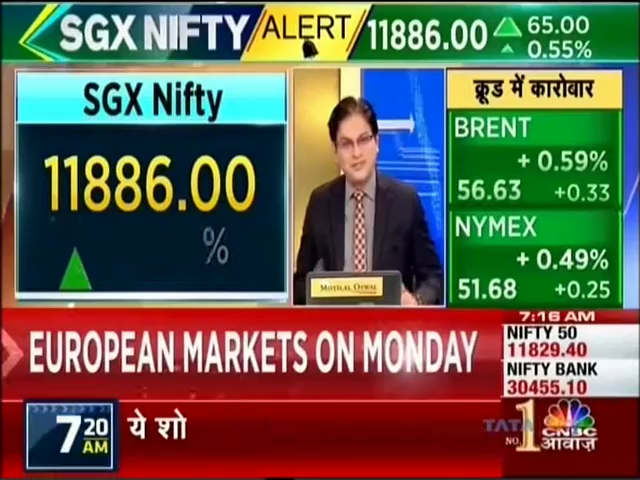 SGX NIFTY
ALERT
11886.00
65.00
0.55%
SGX Nifty
11886.00
%
क्रूड में कारोबार
BRENT
+ 0.59%
56.63 +0.33
NYMEX
+ 0.49%
51.68 +0.25
MOTILAL OSWAL
7:16 AM
EUROPEAN MARKETS ON MONDAY
NIFTY 50
11829.40
NIFTY BANK
30455.10
7 20 AM
ये शो
TATA
NO. 1
CNBC
आवाज़